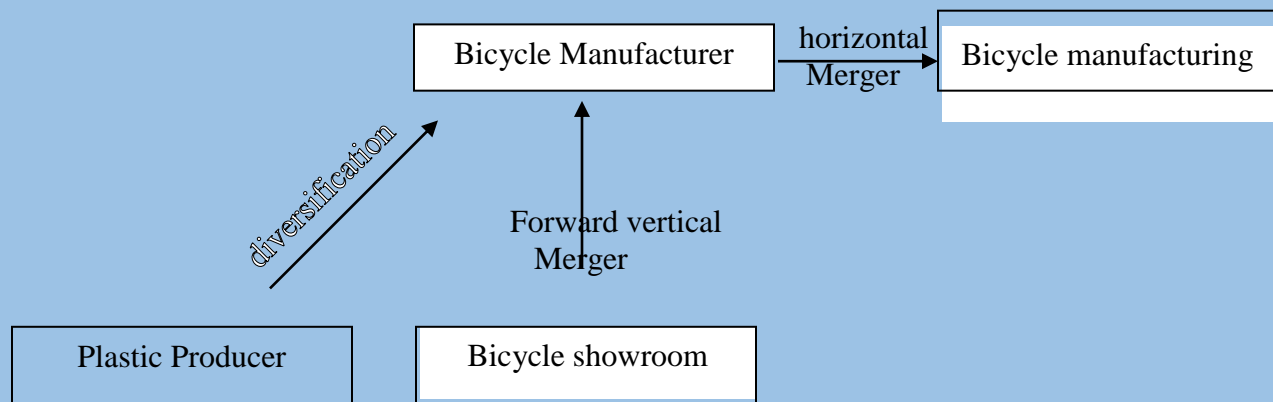 Bicycle Manufacturer
horizontal
Merger
Bicycle manufacturing
diversification
Forward vertical
Merger
Plastic Producer
Bicycle showroom